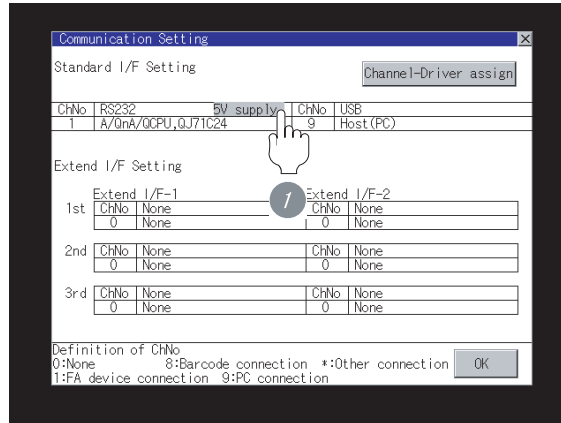 Communication Setting
Standard I/F Setting
Channel-Driver assign
ChNo RS232 5V supply ChNo USB
1 A/QnA/QCPU,QJ71C24 9 Host(PC)
Extend I/F Setting
Extend I/F-1 Extend I/F-2
1st ChNo None ChNo None
0 None 0 None
2nd ChNo None ChNo None
0 None 0 None
3rd ChNo None ChNo None
0 None 0 None
1
Definition of ChNo
0:None 8:Barcode connection *:Other connection OK
1:FA device connection 9:PC connection